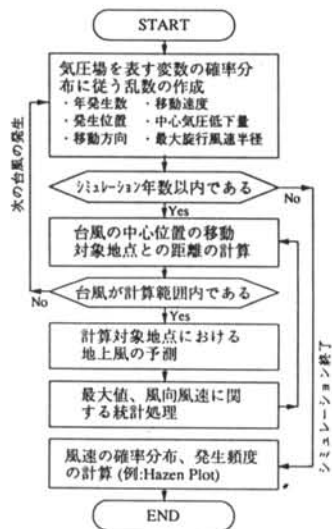 START
気圧場を表す変数の確率分
布に従う乱数の作成
・年発生数 ・移動速度
・発生位置 ・中心気圧低下量
・移動方向 ・最大旋行風速半径
次の台風の発生
シミュレーション年数以内である
No
Yes
台風の中心位置の移動
対象地点との距離の計算
台風が計算範囲内である
No
Yes
計算対象地点における
地上風の予測
最大値、風向風速に関
する統計処理
シミュレーション終了
風速の確率分布、発生頻度
の計算 (例:Hazen Plot)
END